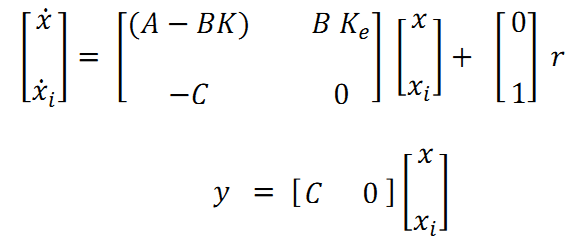 [ẋ ẋᵢ] = [(A − BK) B Kₑ −C 0] [x xᵢ] + [0 1] r
y = [C 0] [x xᵢ]